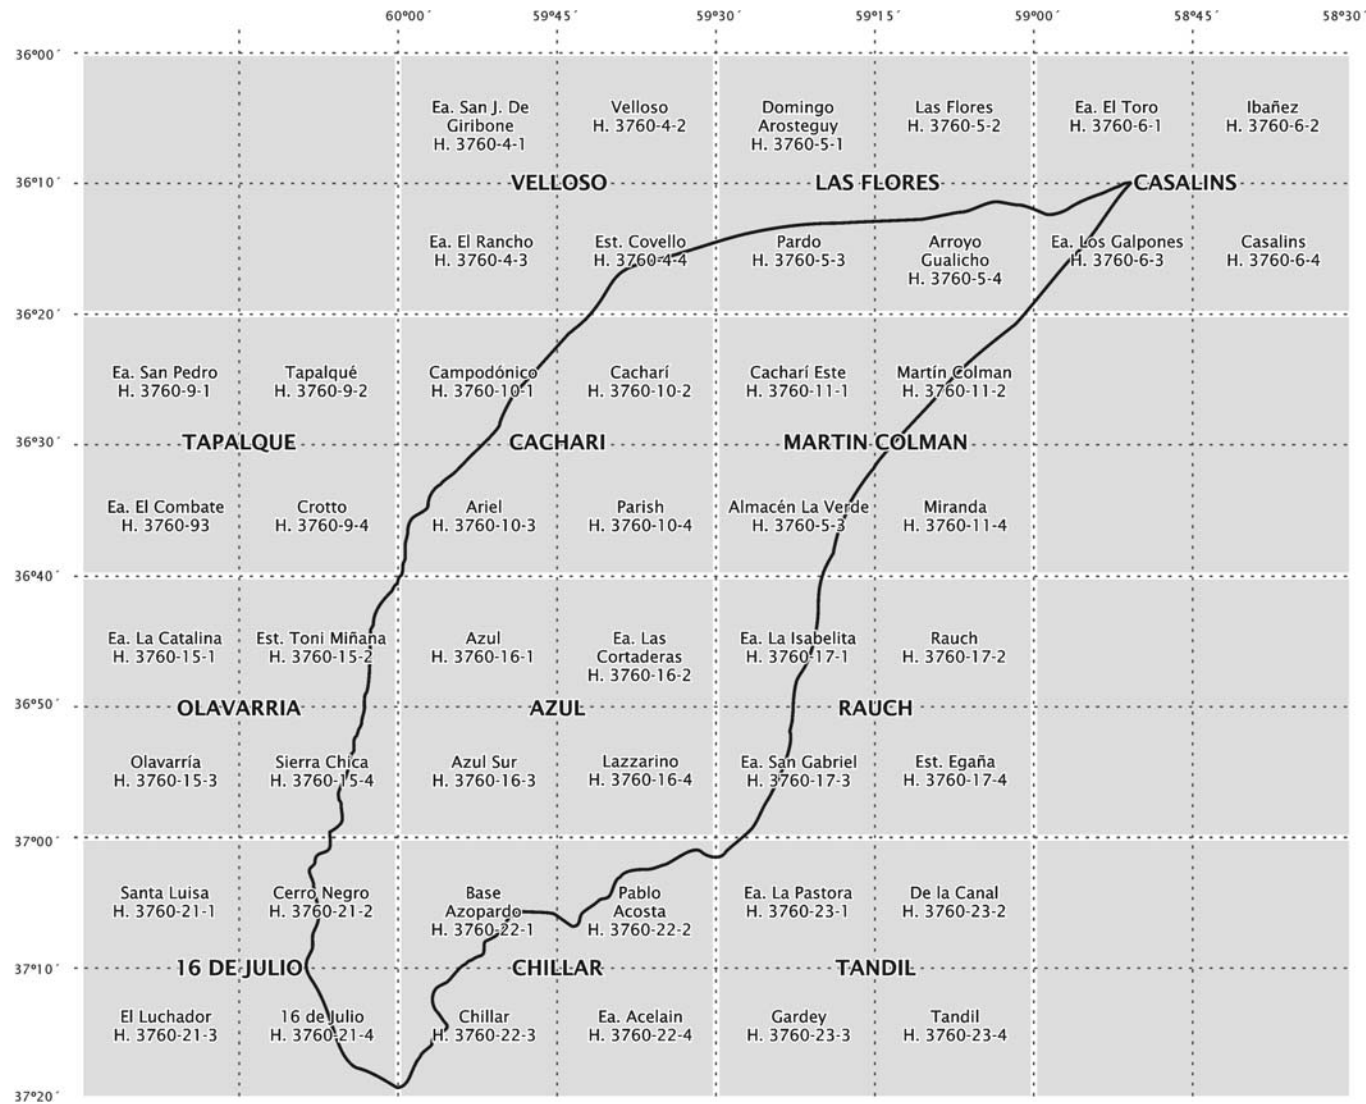 60°00´ 59°45´ 59°30´ 59°15´ 59°00´ 58°45´ 58°30´
36°00´
Ea. San J. De Giribone H. 3760-4-1
Velloso H. 3760-4-2
Domingo Arosteguy H. 3760-5-1
Las Flores H. 3760-5-2
Ea. El Toro H. 3760-6-1
Ibañez H. 3760-6-2
36°10´ VELLOSO LAS FLORES CASALINS
Ea. El Rancho H. 3760-4-3
Est. Covello H. 3760-4-4
Pardo H. 3760-5-3
Arroyo Gualicho H. 3760-5-4
Ea. Los Galpones H. 3760-6-3
Casalins H. 3760-6-4
36°20´
Ea. San Pedro H. 3760-9-1
Tapalqué H. 3760-9-2
Campodónico H. 3760-10-1
Cacharí H. 3760-10-2
Cacharí Este H. 3760-11-1
Martín Colman H. 3760-11-2
36°30´ TAPALQUE CACHARI MARTIN COLMAN
Ea. El Combate H. 3760-93
Crotto H. 3760-9-4
Ariel H. 3760-10-3
Parish H. 3760-10-4
Almacén La Verde H. 3760-5-3
Miranda H. 3760-11-4
36°40´
Ea. La Catalina H. 3760-15-1
Est. Toni Miñana H. 3760-15-2
Azul H. 3760-16-1
Ea. Las Cortaderas H. 3760-16-2
Ea. La Isabelita H. 3760-17-1
Rauch H. 3760-17-2
36°50´ OLAVARRIA AZUL RAUCH
Olavarría H. 3760-15-3
Sierra Chica H. 3760-15-4
Azul Sur H. 3760-16-3
Lazzarino H. 3760-16-4
Ea. San Gabriel H. 3760-17-3
Est. Egaña H. 3760-17-4
37°00´
Santa Luisa H. 3760-21-1
Cerro Negro H. 3760-21-2
Base Azopardo H. 3760-22-1
Pablo Acosta H. 3760-22-2
Ea. La Pastora H. 3760-23-1
De la Canal H. 3760-23-2
37°10´ 16 DE JULIO CHILLAR TANDIL
El Luchador H. 3760-21-3
16 de Julio H. 3760-21-4
Chillar H. 3760-22-3
Ea. Acelain H. 3760-22-4
Gardey H. 3760-23-3
Tandil H. 3760-23-4
37°20´